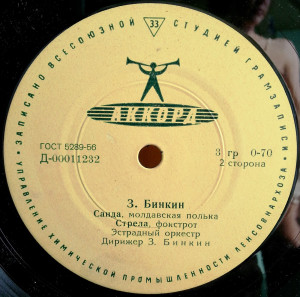 ЗАПИСАНО ВСЕСОЮЗНОЙ СТУДИЕЙ ГРАМЗАПИСИ
33
АККОРД
ГОСТ 5289-56
Д-00011232
3 гр 0-70
2 сторона
З. Бинкин
Санда, молдавская полька
Стрела, фокстрот
Эстрадный оркестр
Дирижер З. Бинкин
УПРАВЛЕНИЕ ХИМИЧЕСКОЙ ПРОМЫШЛЕННОСТИ ЛЕНСОВНАРХОЗА